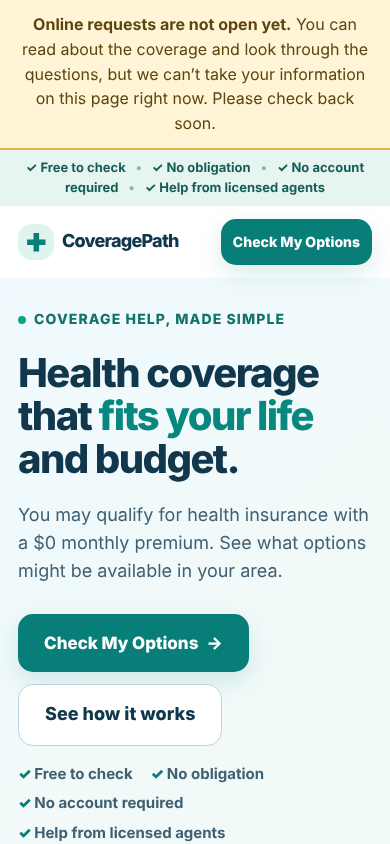 Online requests are not open yet. You can
read about the coverage and look through the
questions, but we can’t take your information
on this page right now. Please check back
soon.
✓ Free to check • ✓ No obligation • ✓ No account
required • ✓ Help from licensed agents
CoveragePath
Check My Options
COVERAGE HELP, MADE SIMPLE
Health coverage
that fits your life
and budget.
You may qualify for health insurance with
a $0 monthly premium. See what options
might be available in your area.
Check My Options →
See how it works
✓ Free to check ✓ No obligation
✓ No account required
✓ Help from licensed agents